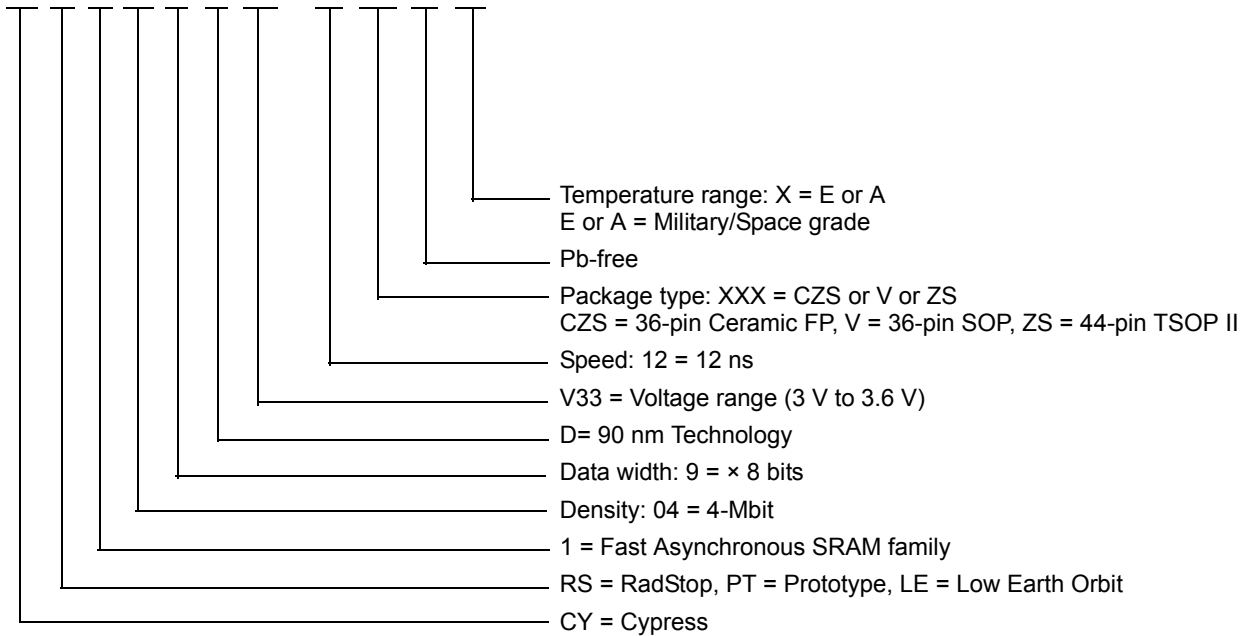 Temperature range: X = E or A
E or A = Military/Space grade
Pb-free
Package type: XXX = CZS or V or ZS
CZS = 36-pin Ceramic FP, V = 36-pin SOP, ZS = 44-pin TSOP II
Speed: 12 = 12 ns
V33 = Voltage range (3 V to 3.6 V)
D= 90 nm Technology
Data width: 9 = × 8 bits
Density: 04 = 4-Mbit
1 = Fast Asynchronous SRAM family
RS = RadStop, PT = Prototype, LE = Low Earth Orbit
CY = Cypress